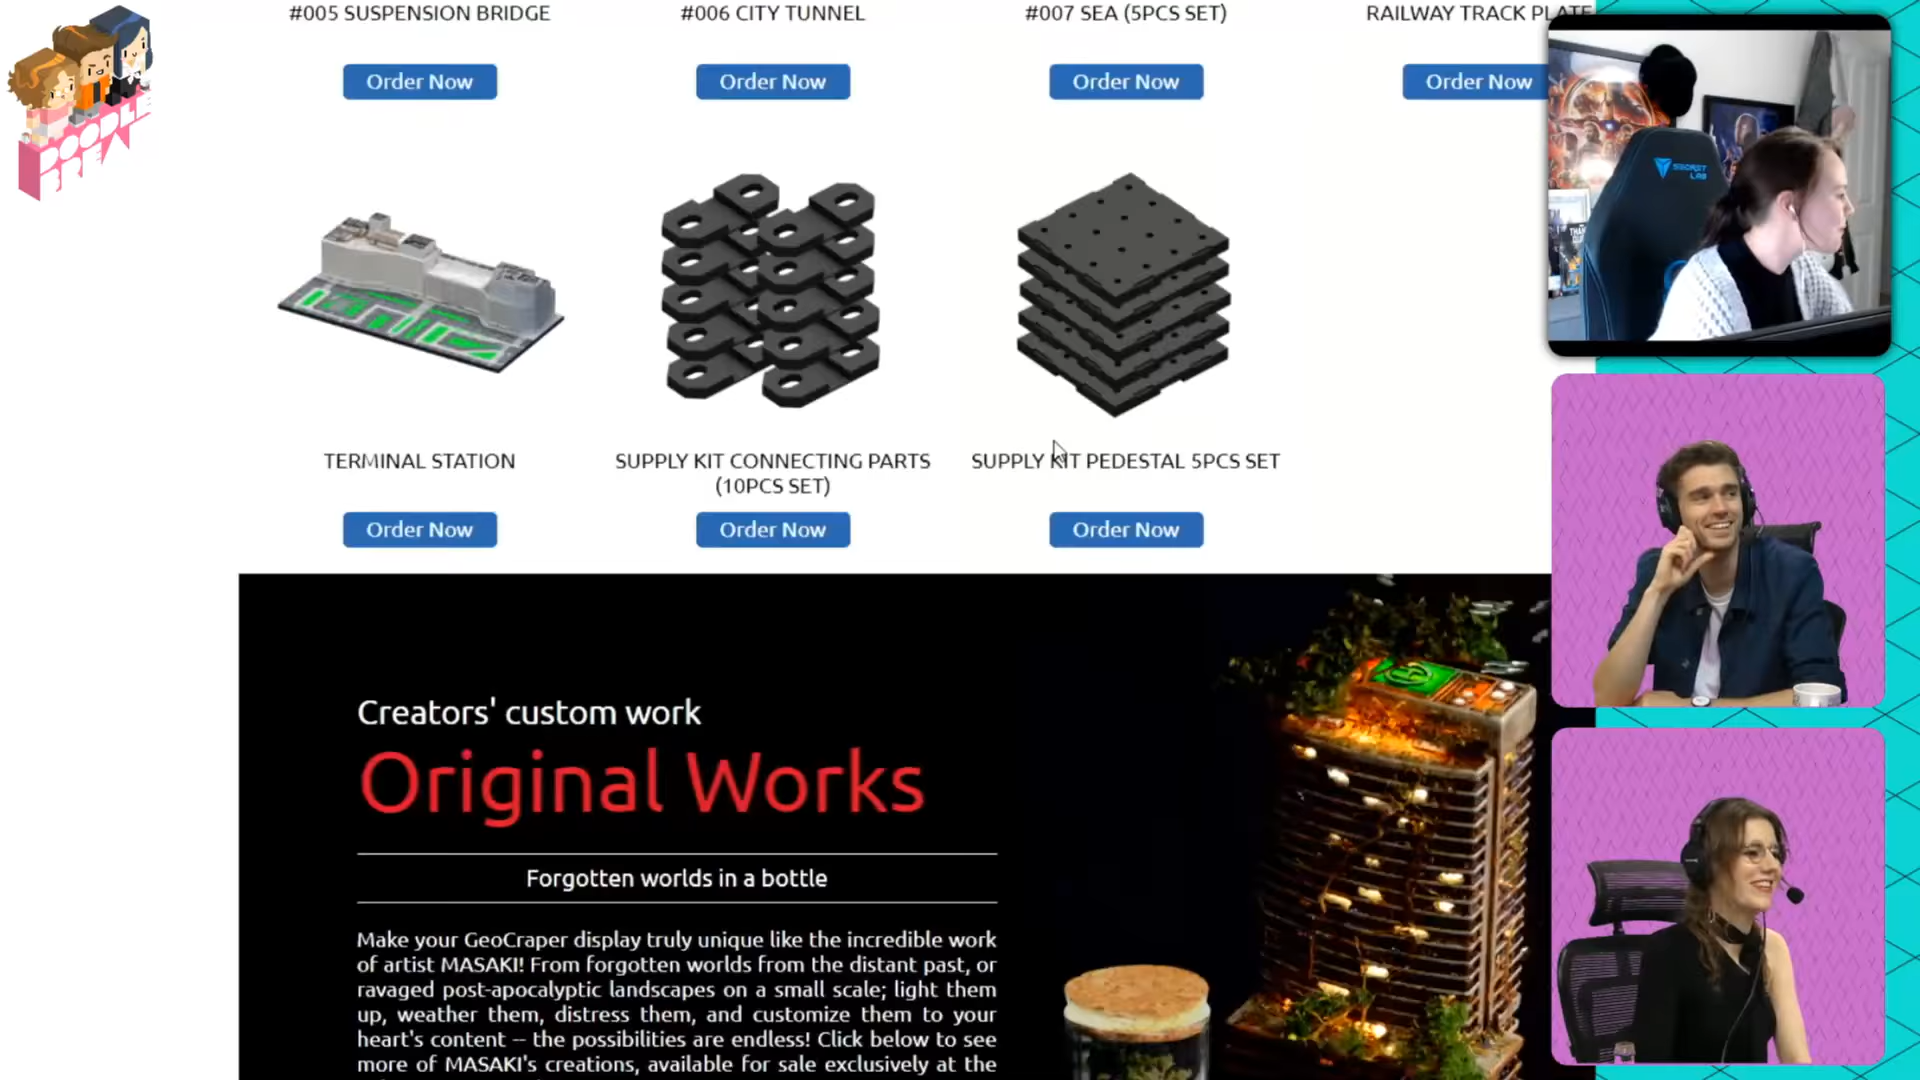 #005 SUSPENSION BRIDGE
#006 CITY TUNNEL
#007 SEA (5PCS SET)
RAILWAY TRACK PLATE
Order Now
Order Now
Order Now
Order Now
DOODLE
BREAK
SECRET
LAB
TERMINAL STATION
SUPPLY KIT CONNECTING PARTS
(10PCS SET)
SUPPLY KIT PEDESTAL 5PCS SET
Order Now
Order Now
Order Now
Creators' custom work
Original Works
Forgotten worlds in a bottle
Make your GeoCraper display truly unique like the incredible work
of artist MASAKI! From forgotten worlds from the distant past, or
ravaged post-apocalyptic landscapes on a small scale; light them
up, weather them, distress them, and customize them to your
heart's content -- the possibilities are endless! Click below to see
more of MASAKI's creations, available for sale exclusively at the